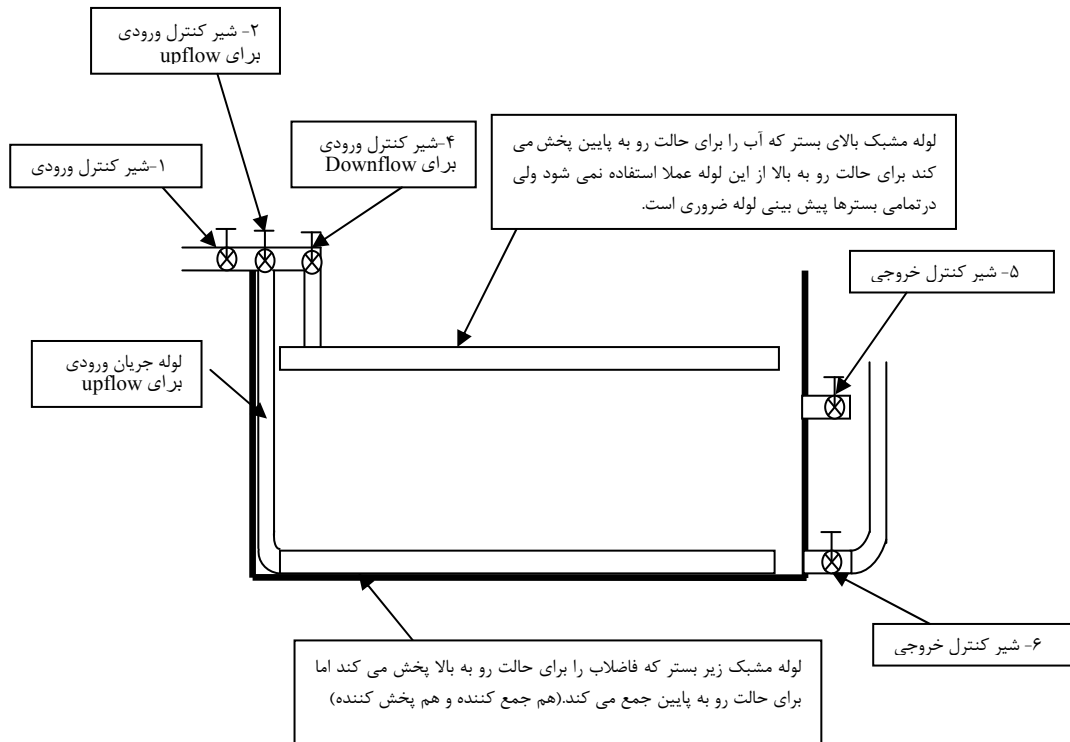 ۲- شیر کنترل ورودی
برای upflow
۱-شیر کنترل ورودی
۴-شیر کنترل ورودی
برای Downflow
لوله مشبک بالای بستر که آب را برای حالت رو به پایین پخش می
کند برای حالت رو به بالا از این لوله عملا استفاده نمی شود ولی
درتمامی بسترها پیش بینی لوله ضروری است.
۵- شیر کنترل خروجی
لوله جریان ورودی
برای upflow
۶- شیر کنترل خروجی
لوله مشبک زیر بستر که فاضلاب را برای حالت رو به بالا پخش می کند اما
برای حالت رو به پایین جمع می کند.(هم جمع کننده و هم پخش کننده)